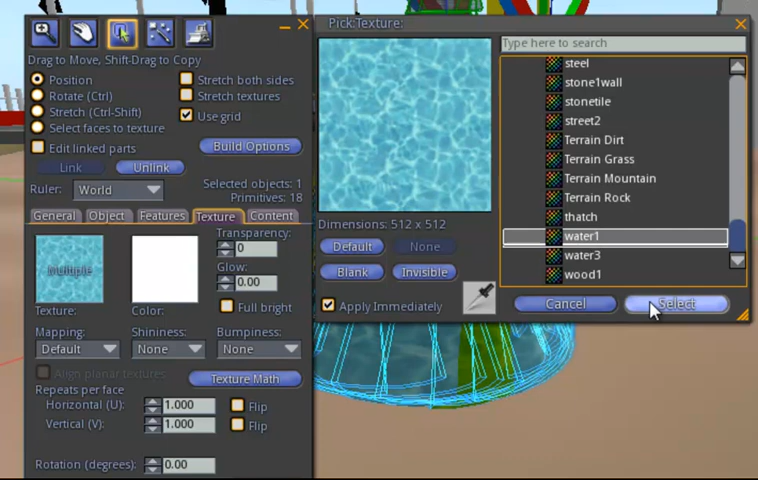 Pick:Texture:
Type here to search
Drag to Move, Shift-Drag to Copy
Position
Rotate (Ctrl)
Stretch (Ctrl-Shift)
Select faces to texture
Edit linked parts
Stretch both sides
Stretch textures
Use grid
Build Options
Link
Unlink
Ruler:
World
Selected objects: 1
Primitives: 18
General
Object
Features
Texture
Content
multiple
Texture:
Color:
Transparency:
0
Glow:
0.00
Full bright
Mapping:
Default
Shininess:
None
Bumpiness:
None
Align planar textures
Texture Math
Repeats per face
Horizontal (U):
1.000
Flip
Vertical (V):
1.000
Flip
Rotation (degrees):
0.00
Dimensions: 512 x 512
Default
None
Blank
Invisible
Apply Immediately
steel
stone1wall
stonetile
street2
Terrain Dirt
Terrain Grass
Terrain Mountain
Terrain Rock
thatch
water1
water3
wood1
Cancel
Select